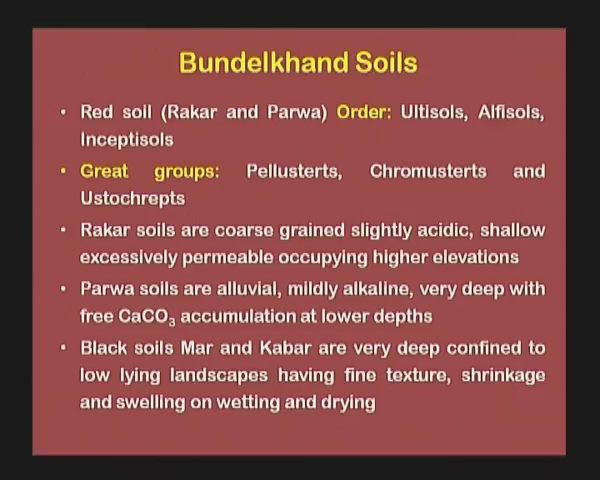 Bundelkhand Soils
• Red soil (Rakar and Parwa) Order: Ultisols, Alfisols,
Inceptisols
• Great groups: Pellusterts, Chromusterts and
Ustochrepts
• Rakar soils are coarse grained slightly acidic, shallow
excessively permeable occupying higher elevations
• Parwa soils are alluvial, mildly alkaline, very deep with
free CaCO₃ accumulation at lower depths
• Black soils Mar and Kabar are very deep confined to
low lying landscapes having fine texture, shrinkage
and swelling on wetting and drying